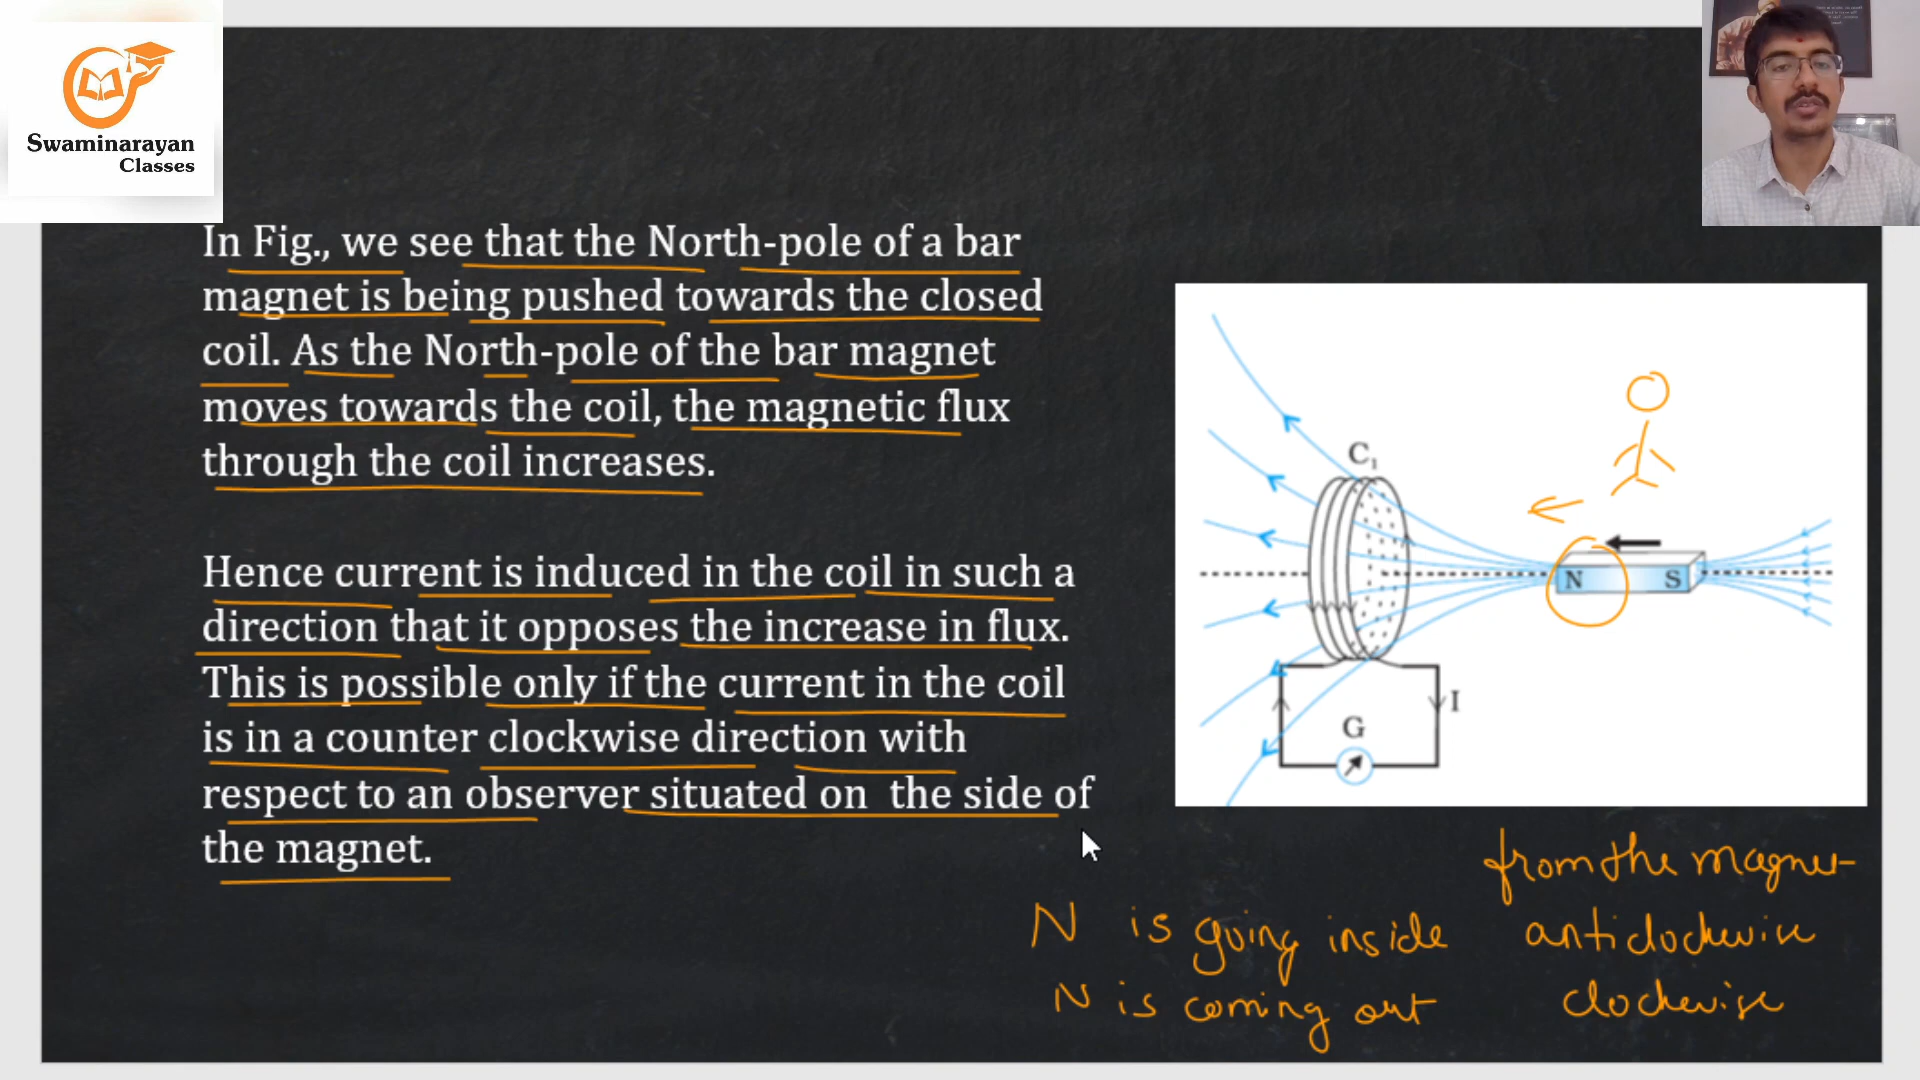 Swaminarayan
Classes
In Fig., we see that the North-pole of a bar
magnet is being pushed towards the closed
coil. As the North-pole of the bar magnet
moves towards the coil, the magnetic flux
through the coil increases.
Hence current is induced in the coil in such a
direction that it opposes the increase in flux.
This is possible only if the current in the coil
is in a counter clockwise direction with
respect to an observer situated on the side of
the magnet.
C₁
N S
I
G
from the magne
N is going inside anticlockwise
N is coming out clockwise